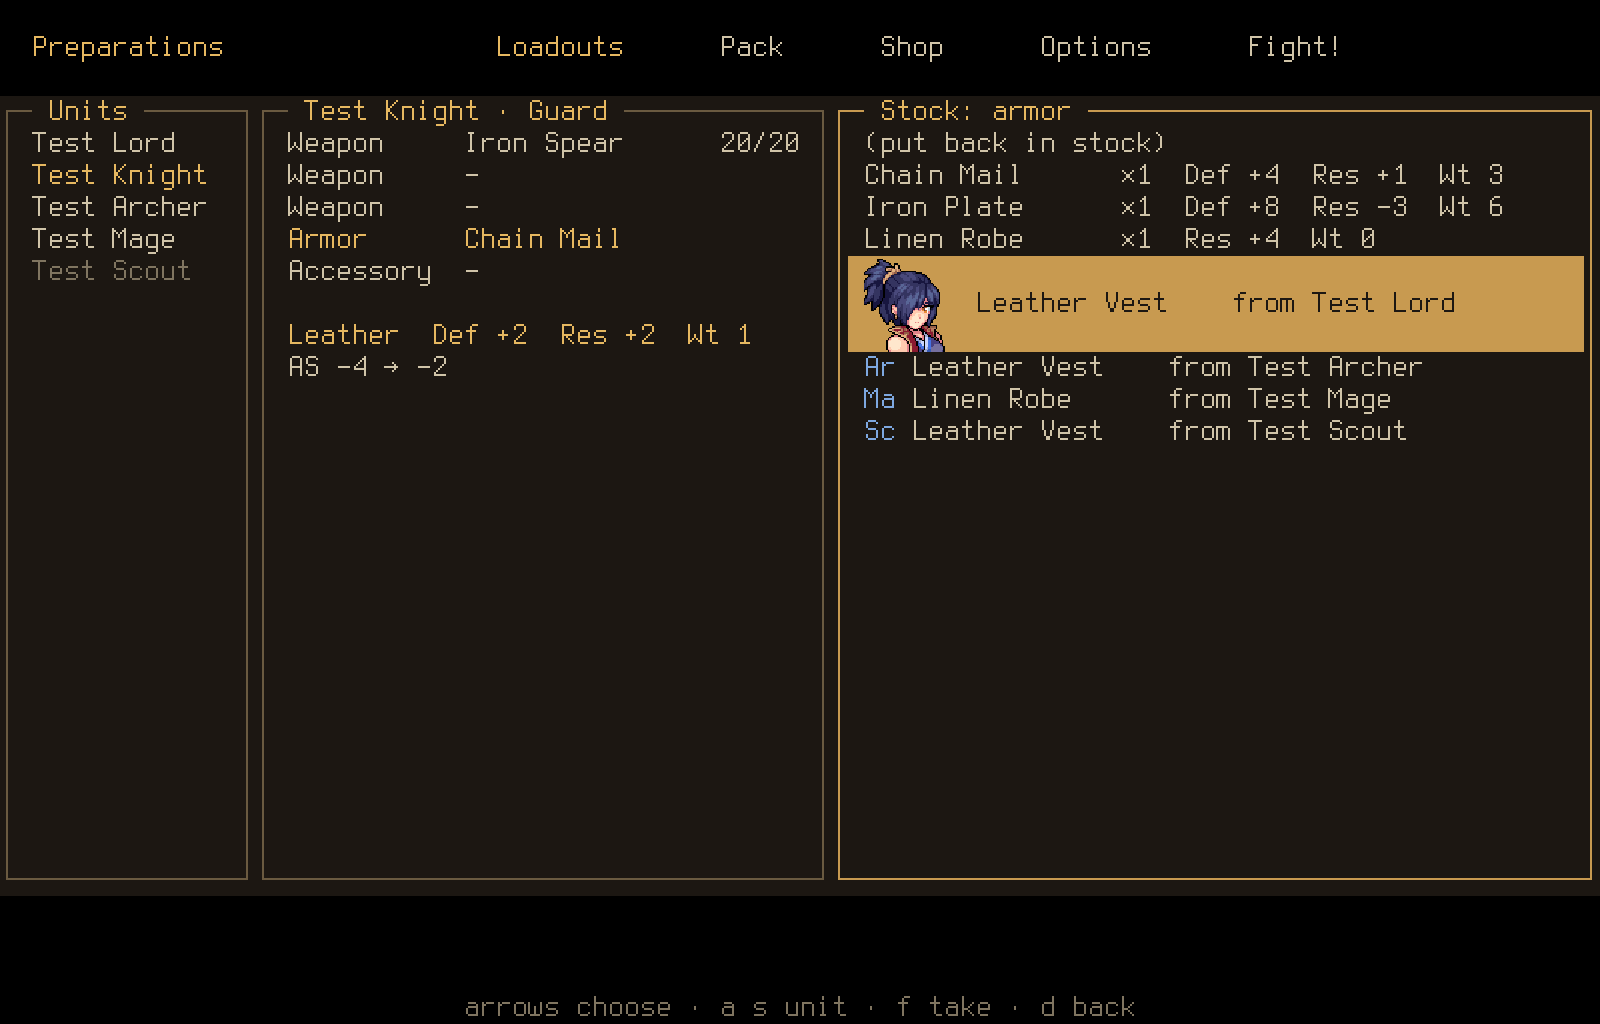 Preparations Loadouts Pack Shop Options Fight!
Units
Test Lord
Test Knight
Test Archer
Test Mage
Test Scout
Test Knight · Guard
Weapon Iron Spear 20/20
Weapon –
Weapon –
Armor Chain Mail
Accessory –
Leather Def +2 Res +2 Wt 1
AS -4 → -2
Stock: armor
(put back in stock)
Chain Mail ×1 Def +4 Res +1 Wt 3
Iron Plate ×1 Def +8 Res -3 Wt 6
Linen Robe ×1 Res +4 Wt 0
Leather Vest from Test Lord
Ar Leather Vest from Test Archer
Ma Linen Robe from Test Mage
Sc Leather Vest from Test Scout
arrows choose · a s unit · f take · d back